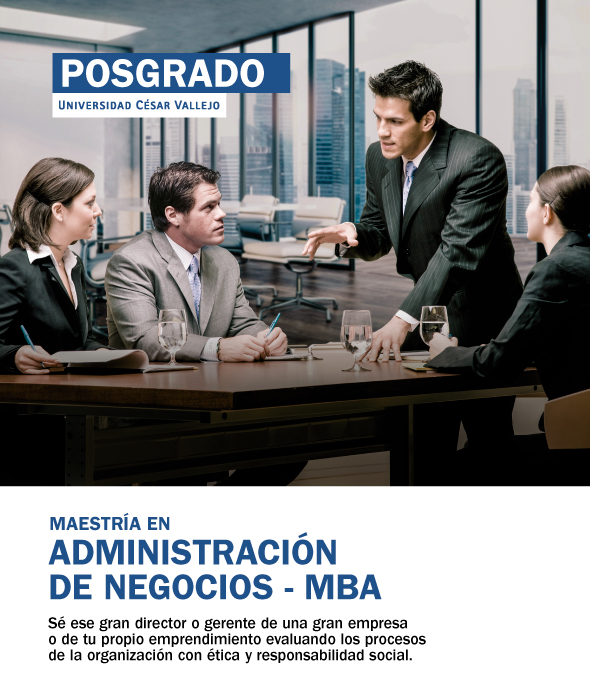 POSGRADO
UNIVERSIDAD CÉSAR VALLEJO
MAESTRÍA EN
ADMINISTRACIÓN
DE NEGOCIOS - MBA
Sé ese gran director o gerente de una gran empresa
o de tu propio emprendimiento evaluando los procesos
de la organización con ética y responsabilidad social.